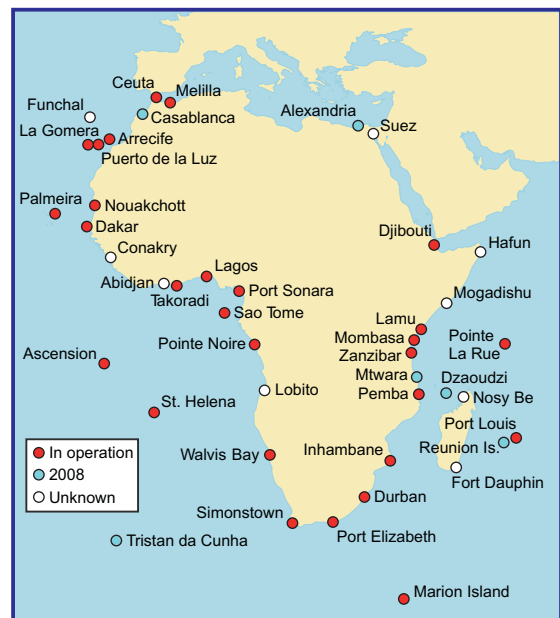 Ceuta
Melilla
Funchal
Casablanca
Alexandria
Suez
La Gomera
Arrecife
Puerto de la Luz
Palmeira
Nouakchott
Dakar
Djibouti
Hafun
Conakry
Lagos
Abidjan
Takoradi
Port Sonara
Mogadishu
Sao Tome
Lamu
Mombasa
Pointe
La Rue
Pointe Noire
Zanzibar
Ascension
Mtwara
Dzaoudzi
Lobito
Pemba
Nosy Be
St. Helena
Port Louis
In operation
2008
Unknown
Walvis Bay
Inhambane
Reunion Is.
Fort Dauphin
Durban
Simonstown
Port Elizabeth
Tristan da Cunha
Marion Island